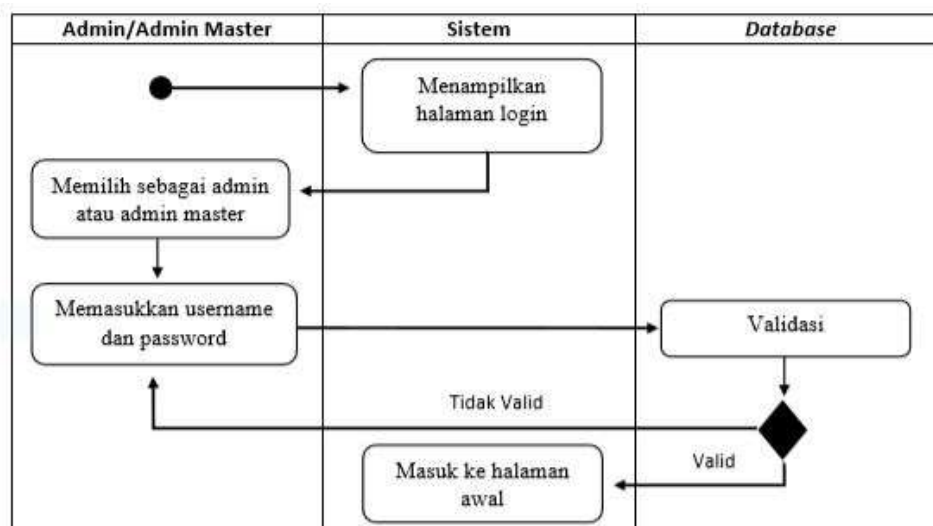 Admin/Admin Master
Sistem
Database
Menampilkan
halaman login
Memilih sebagai admin
atau admin master
Memasukkan username
dan password
Validasi
Tidak Valid
Valid
Masuk ke halaman
awal